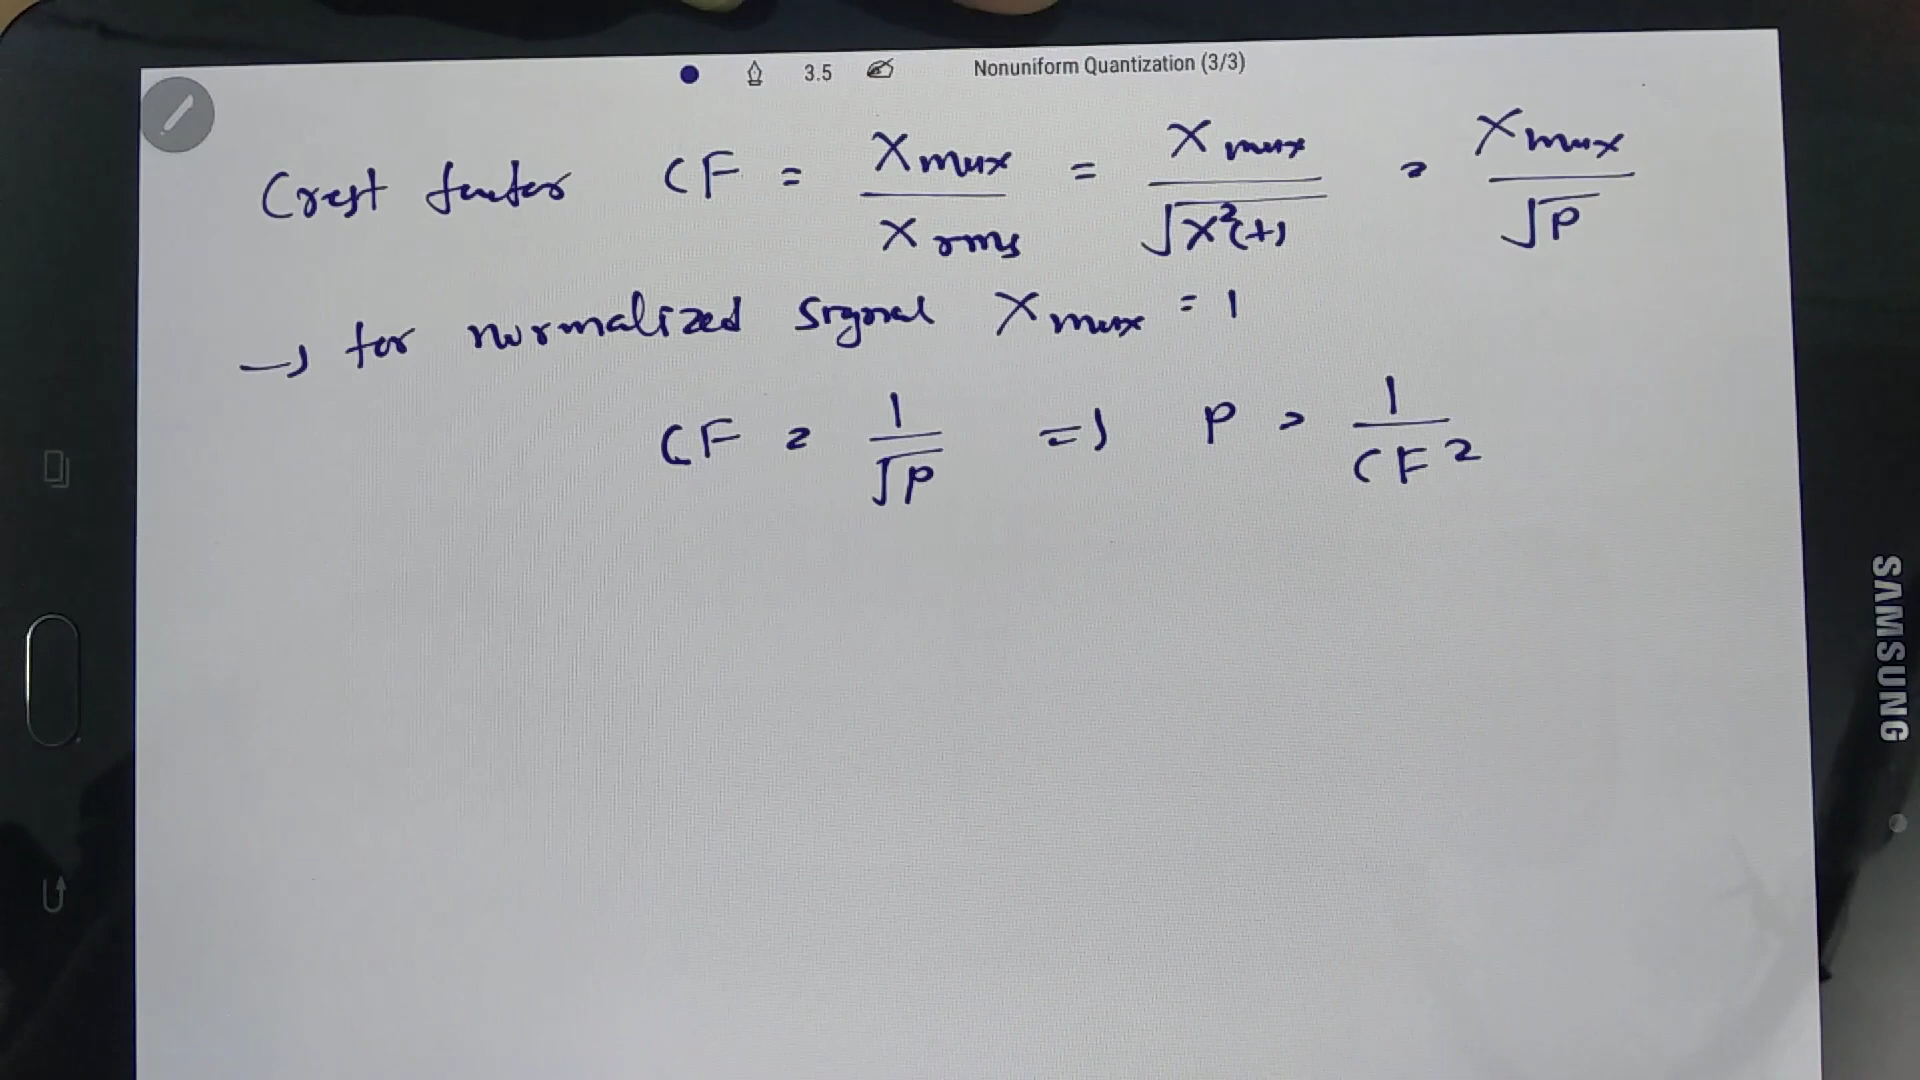 3.5 Nonuniform Quantization (3/3)
Crest factor CF = Xmax / Xrms = Xmax / √X²(t) = Xmax / √P
→ for normalized signal Xmax = 1
CF = 1 / √P ⇒ P = 1 / CF²
SAMSUNG